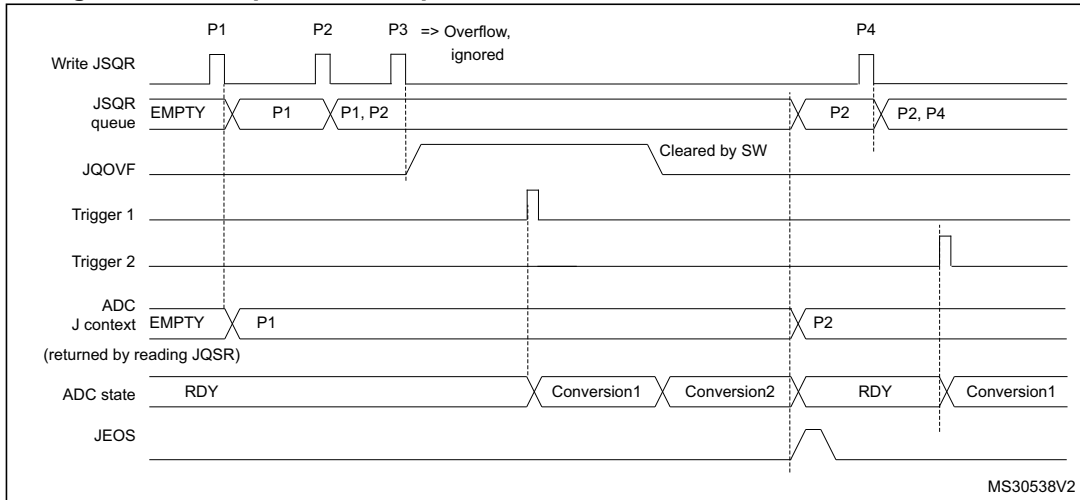 P1 P2 P3 => Overflow, P4
ignored
Write JSQR
JSQR
queue
EMPTY P1 P1, P2 P2 P2, P4
JQOVF
Cleared by SW
Trigger 1
Trigger 2
ADC
J context
EMPTY P1 P2
(returned by reading JQSR)
ADC state
RDY Conversion1 Conversion2 RDY Conversion1
JEOS
MS30538V2